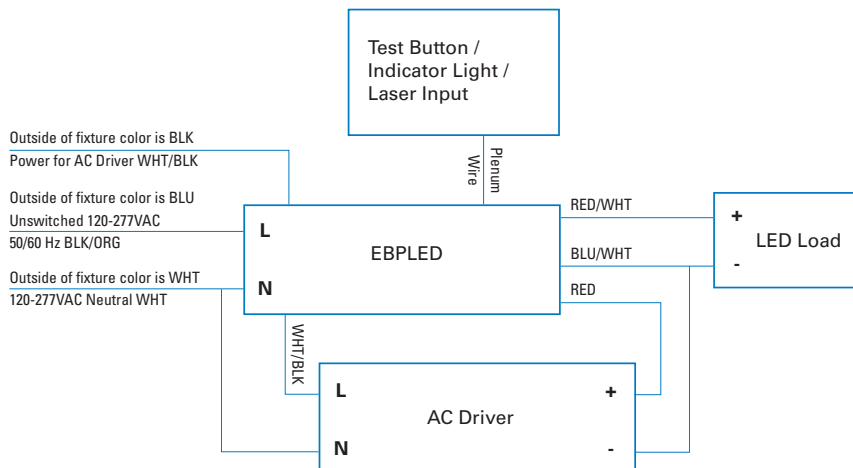 Test Button /
Indicator Light /
Laser Input
Outside of fixture color is BLK
Power for AC Driver WHT/BLK
Plenum
Wire
Outside of fixture color is BLU
Unswitched 120-277VAC
50/60 Hz BLK/ORG
L
EBPLED
RED/WHT
+
LED Load
-
BLU/WHT
Outside of fixture color is WHT
120-277VAC Neutral WHT
N
RED
WHT/BLK
L
+
AC Driver
N
-